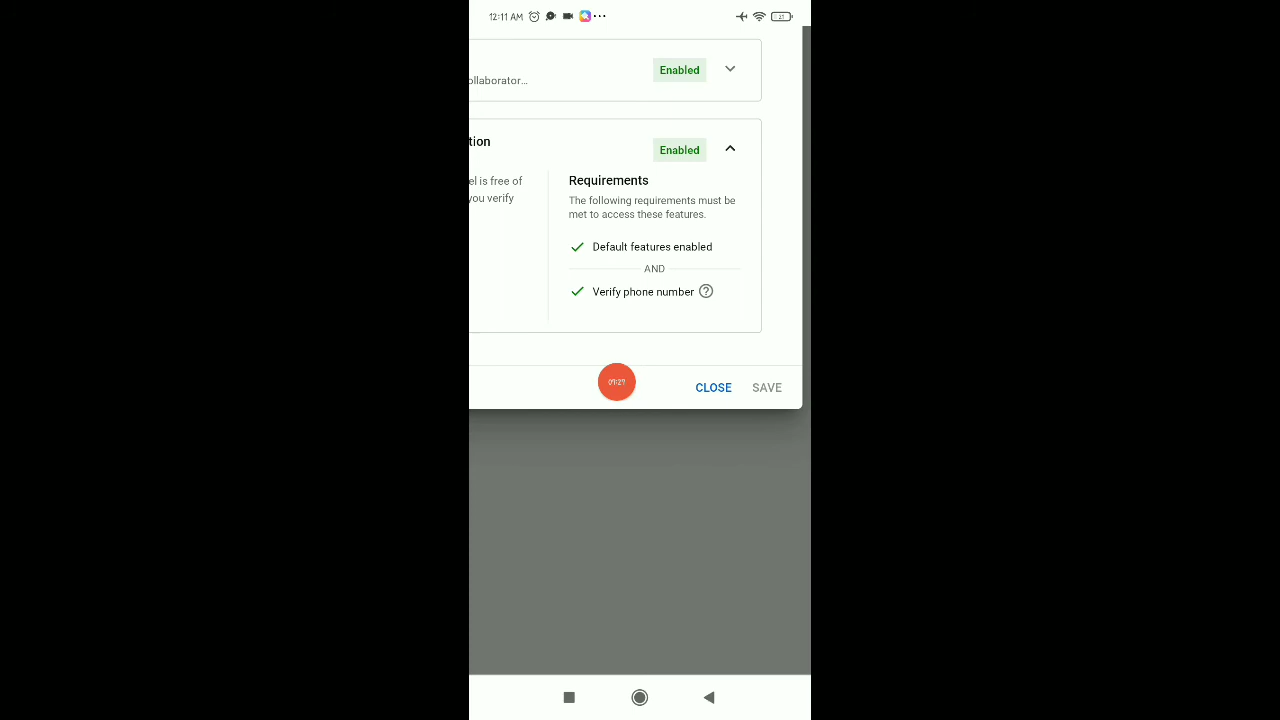 12:11 AM
21
Enabled
ollaborator...
tion
Enabled
el is free of
you verify
Requirements
The following requirements must be
met to access these features.
Default features enabled
AND
Verify phone number
CLOSE
SAVE